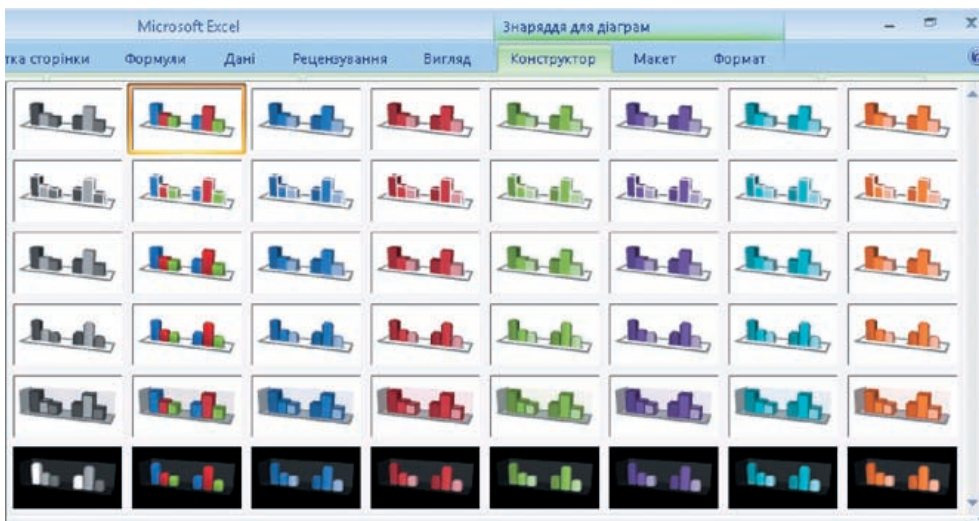 Microsoft Excel Знаряддя для діаграм
тка сторінки Формули Дані Рецензування Вигляд Конструктор Макет Формат